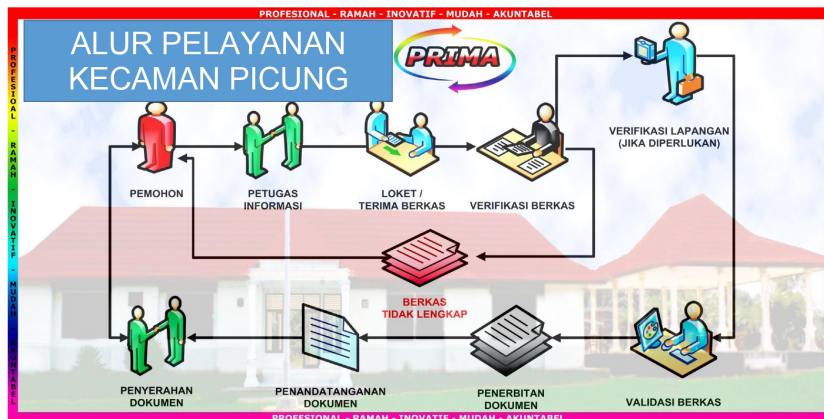 PROFESIONAL - RAMAH - INOVATIF - MUDAH - AKUNTABEL
ALUR PELAYANAN
KECAMAN PICUNG
PRIMA
PROFESIOAL - RAMAH - INOVATIF - MUDAH - AKUNTABEL
PEMOHON
PETUGAS
INFORMASI
LOKET /
TERIMA BERKAS
VERIFIKASI BERKAS
VERIFIKASI LAPANGAN
(JIKA DIPERLUKAN)
BERKAS
TIDAK LENGKAP
PENYERAHAN
DOKUMEN
PENANDATANGANAN
DOKUMEN
PENERBITAN
DOKUMEN
VALIDASI BERKAS
PROFESIONAL - RAMAH - INOVATIF - MUDAH - AKUNTABEL